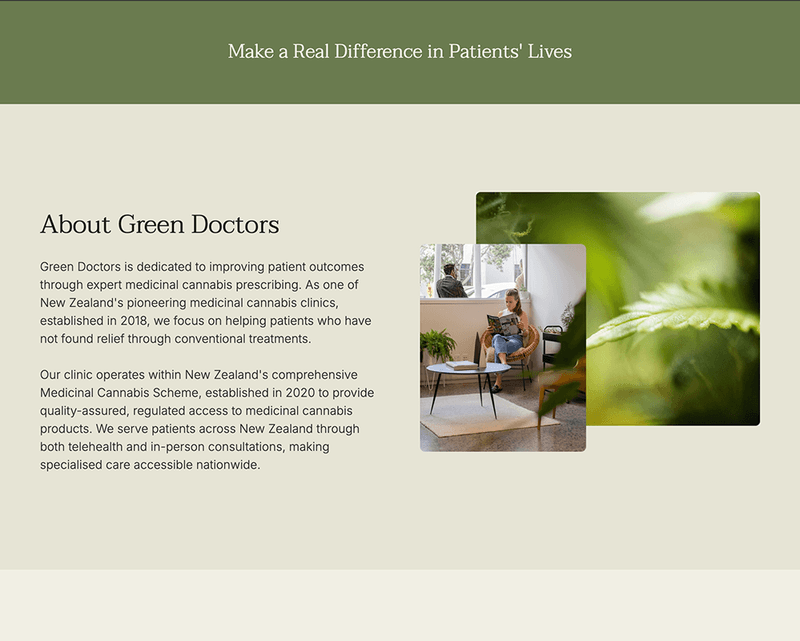 Make a Real Difference in Patients' Lives
About Green Doctors
Green Doctors is dedicated to improving patient outcomes
through expert medicinal cannabis prescribing. As one of
New Zealand's pioneering medicinal cannabis clinics,
established in 2018, we focus on helping patients who have
not found relief through conventional treatments.
Our clinic operates within New Zealand's comprehensive
Medicinal Cannabis Scheme, established in 2020 to provide
quality-assured, regulated access to medicinal cannabis
products. We serve patients across New Zealand through
both telehealth and in-person consultations, making
specialised care accessible nationwide.